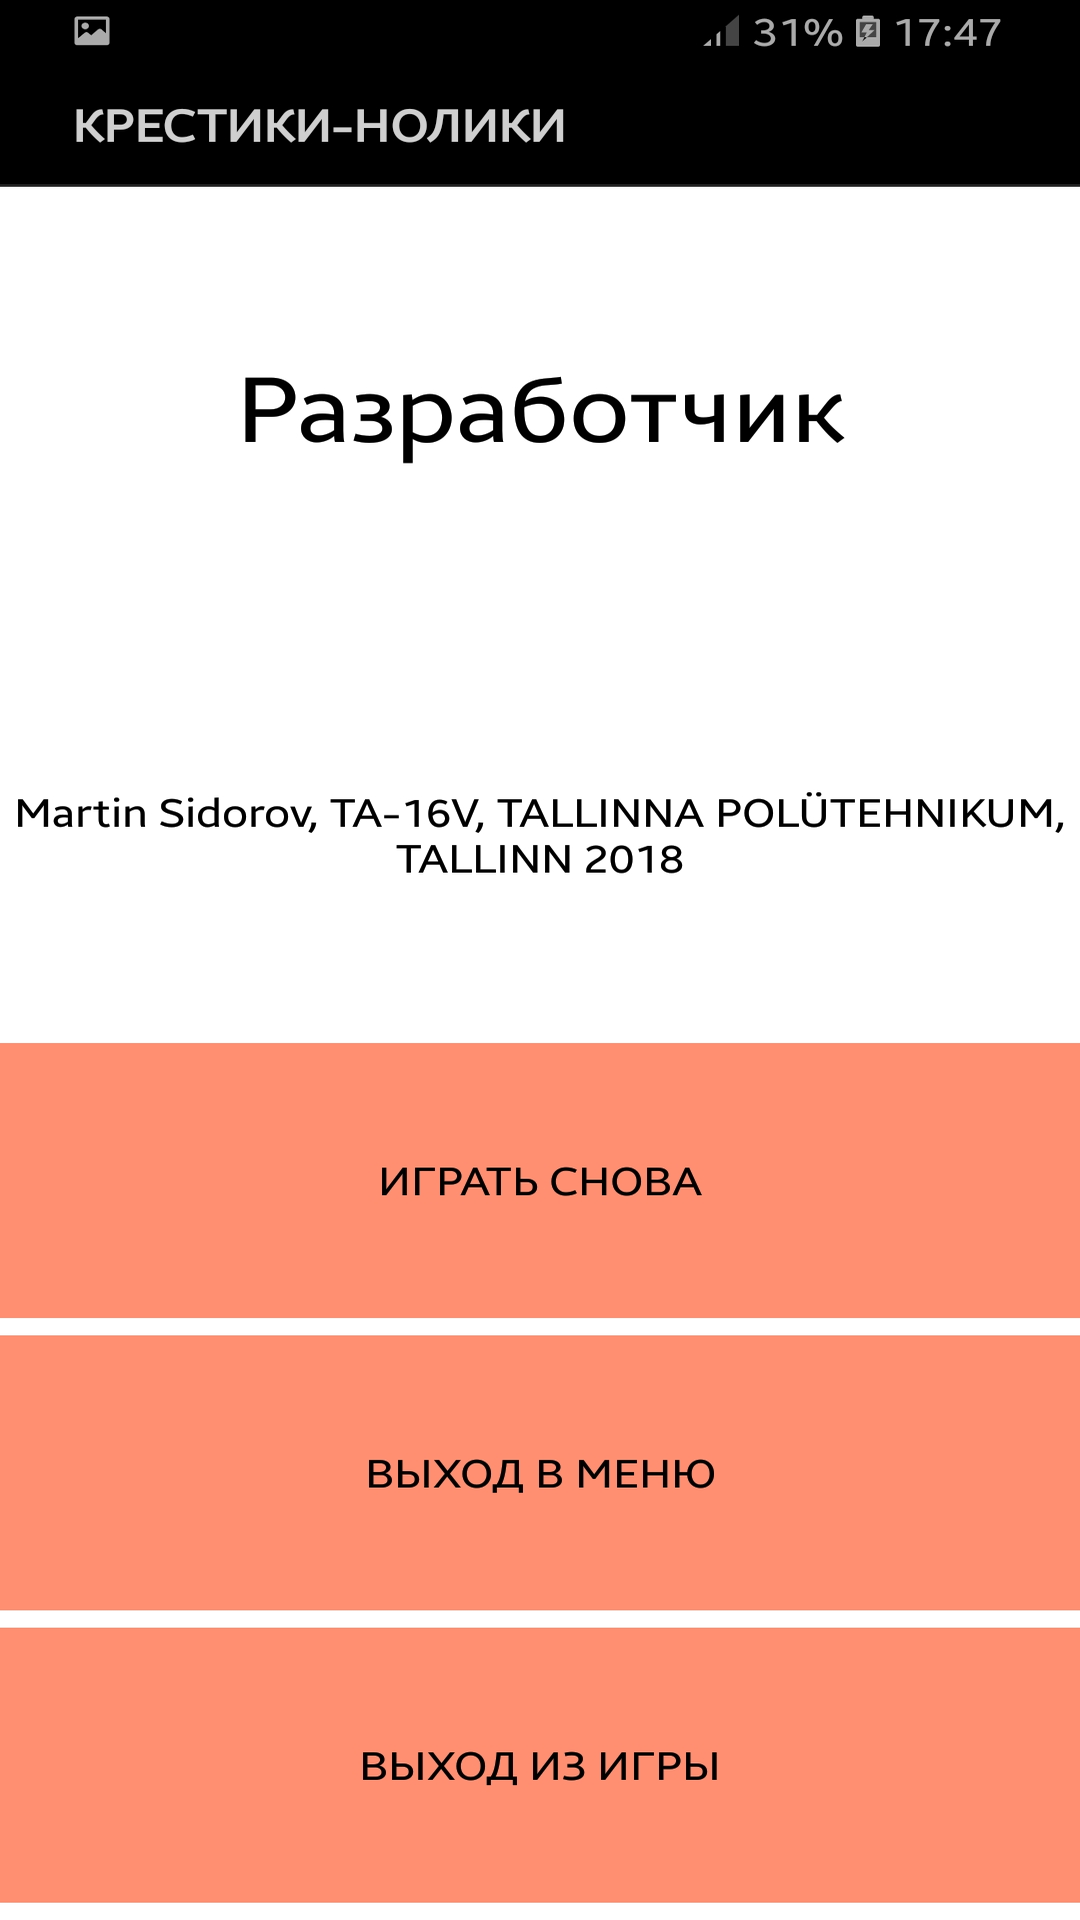 31% 17:47
КРЕСТИКИ-НОЛИКИ
Разработчик
Martin Sidorov, TA-16V, TALLINNA POLÜTEHNIKUM,
TALLINN 2018
ИГРАТЬ СНОВА
ВЫХОД В МЕНЮ
ВЫХОД ИЗ ИГРЫ